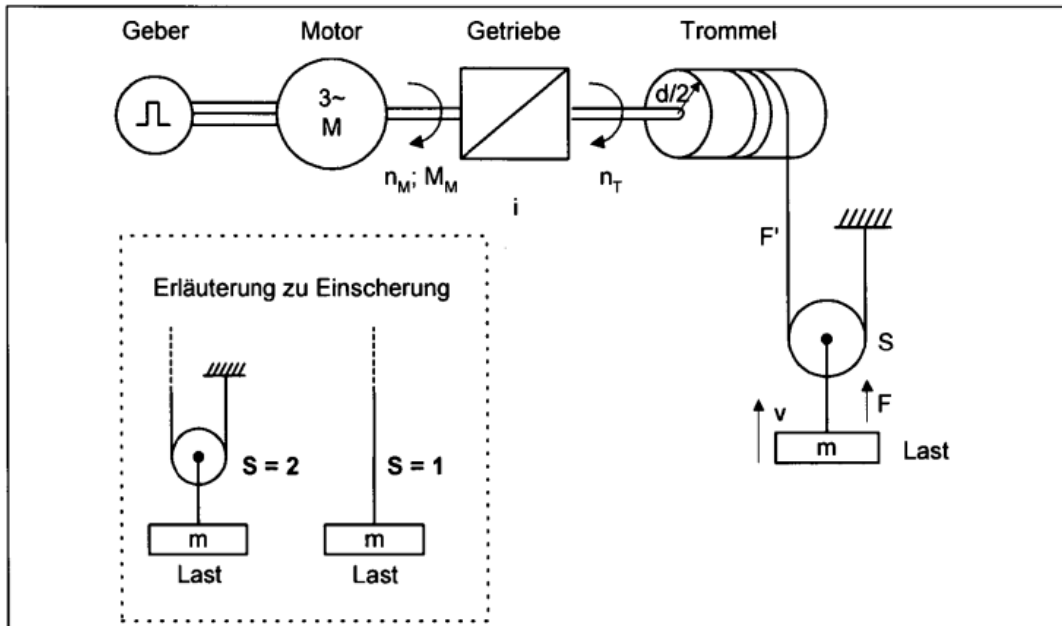 Geber Motor Getriebe Trommel
d/2
3~
M
n_M; M_M n_T
i
F'
Erläuterung zu Einscherung
S
F
v
S = 2 S = 1
m Last
m m
Last Last